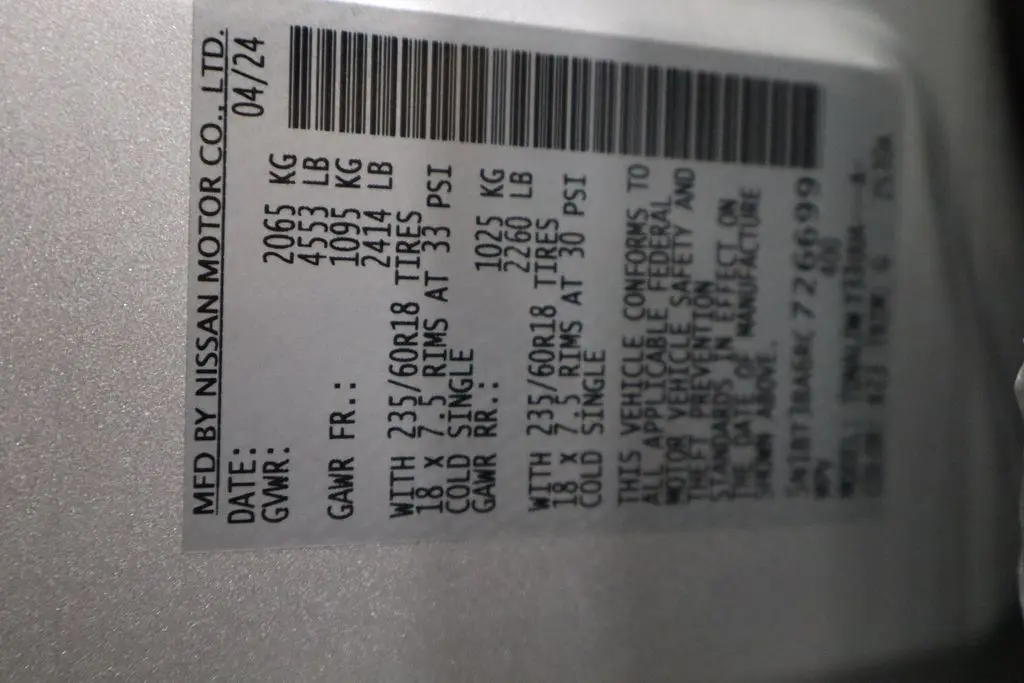 MFD BY NISSAN MOTOR CO., LTD.
DATE: 04/24
GVWR: 2065 KG
4553 LB
GAWR FR.: 1095 KG
2414 LB
WITH 235/60R18 TIRES
18 x 7.5 RIMS AT 33 PSI
COLD SINGLE
GAWR RR.: 1025 KG
2260 LB
WITH 235/60R18 TIRES
18 x 7.5 RIMS AT 30 PSI
COLD SINGLE
THIS VEHICLE CONFORMS TO
ALL APPLICABLE FEDERAL
MOTOR VEHICLE SAFETY AND
THEFT PREVENTION
STANDARDS IN EFFECT ON
THE DATE OF MANUFACTURE
SHOWN ABOVE.
5N1BT3BA6RC726699
MPV